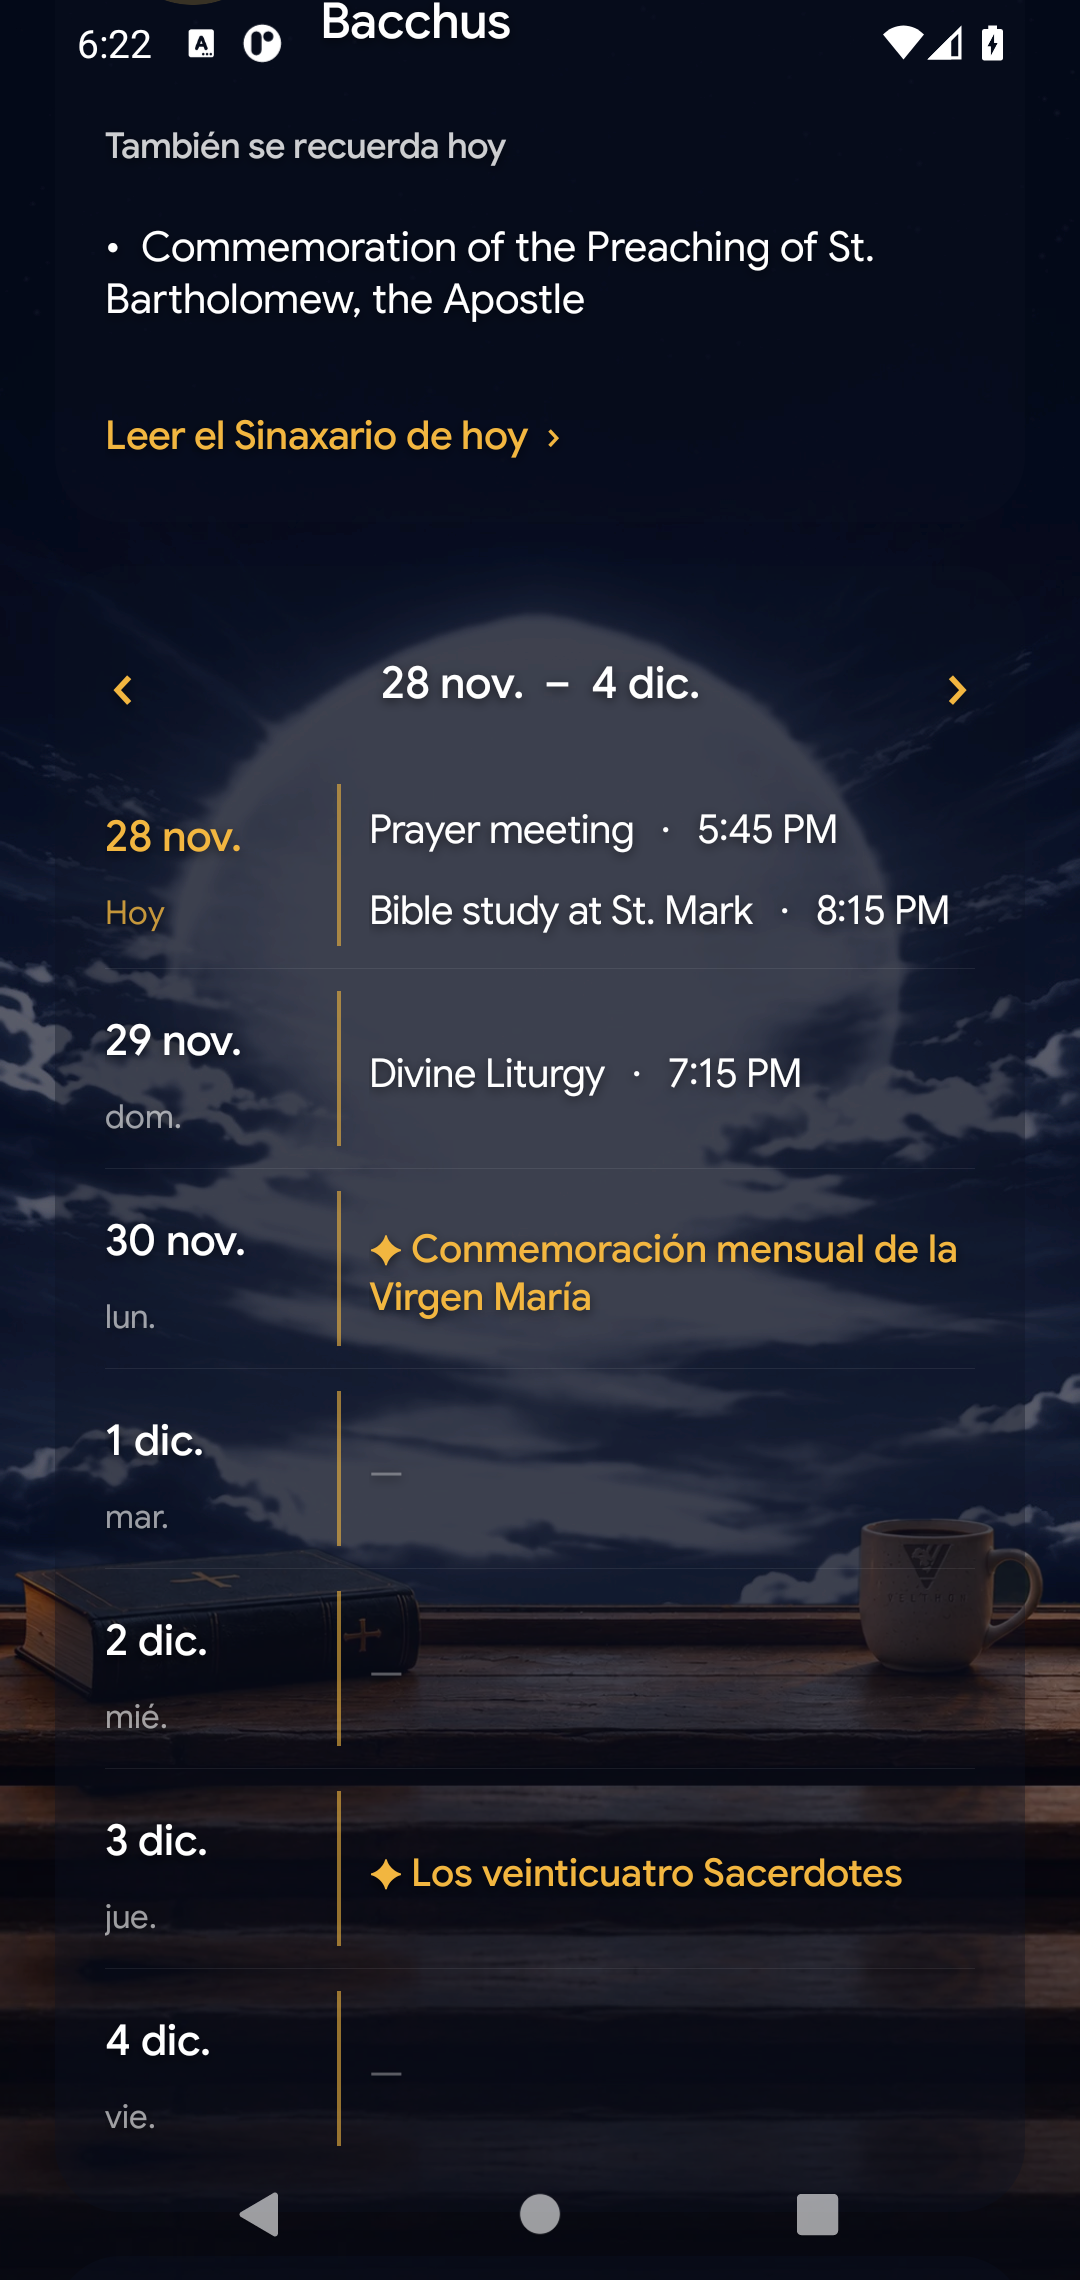 Bacchus
6:22
También se recuerda hoy
• Commemoration of the Preaching of St.
Bartholomew, the Apostle
Leer el Sinaxario de hoy ›
‹ 28 nov. – 4 dic. ›
28 nov.
Hoy
Prayer meeting · 5:45 PM
Bible study at St. Mark · 8:15 PM
29 nov.
dom.
Divine Liturgy · 7:15 PM
30 nov.
lun.
✦ Conmemoración mensual de la
Virgen María
1 dic.
mar.
—
2 dic.
mié.
—
3 dic.
jue.
✦ Los veinticuatro Sacerdotes
4 dic.
vie.
—